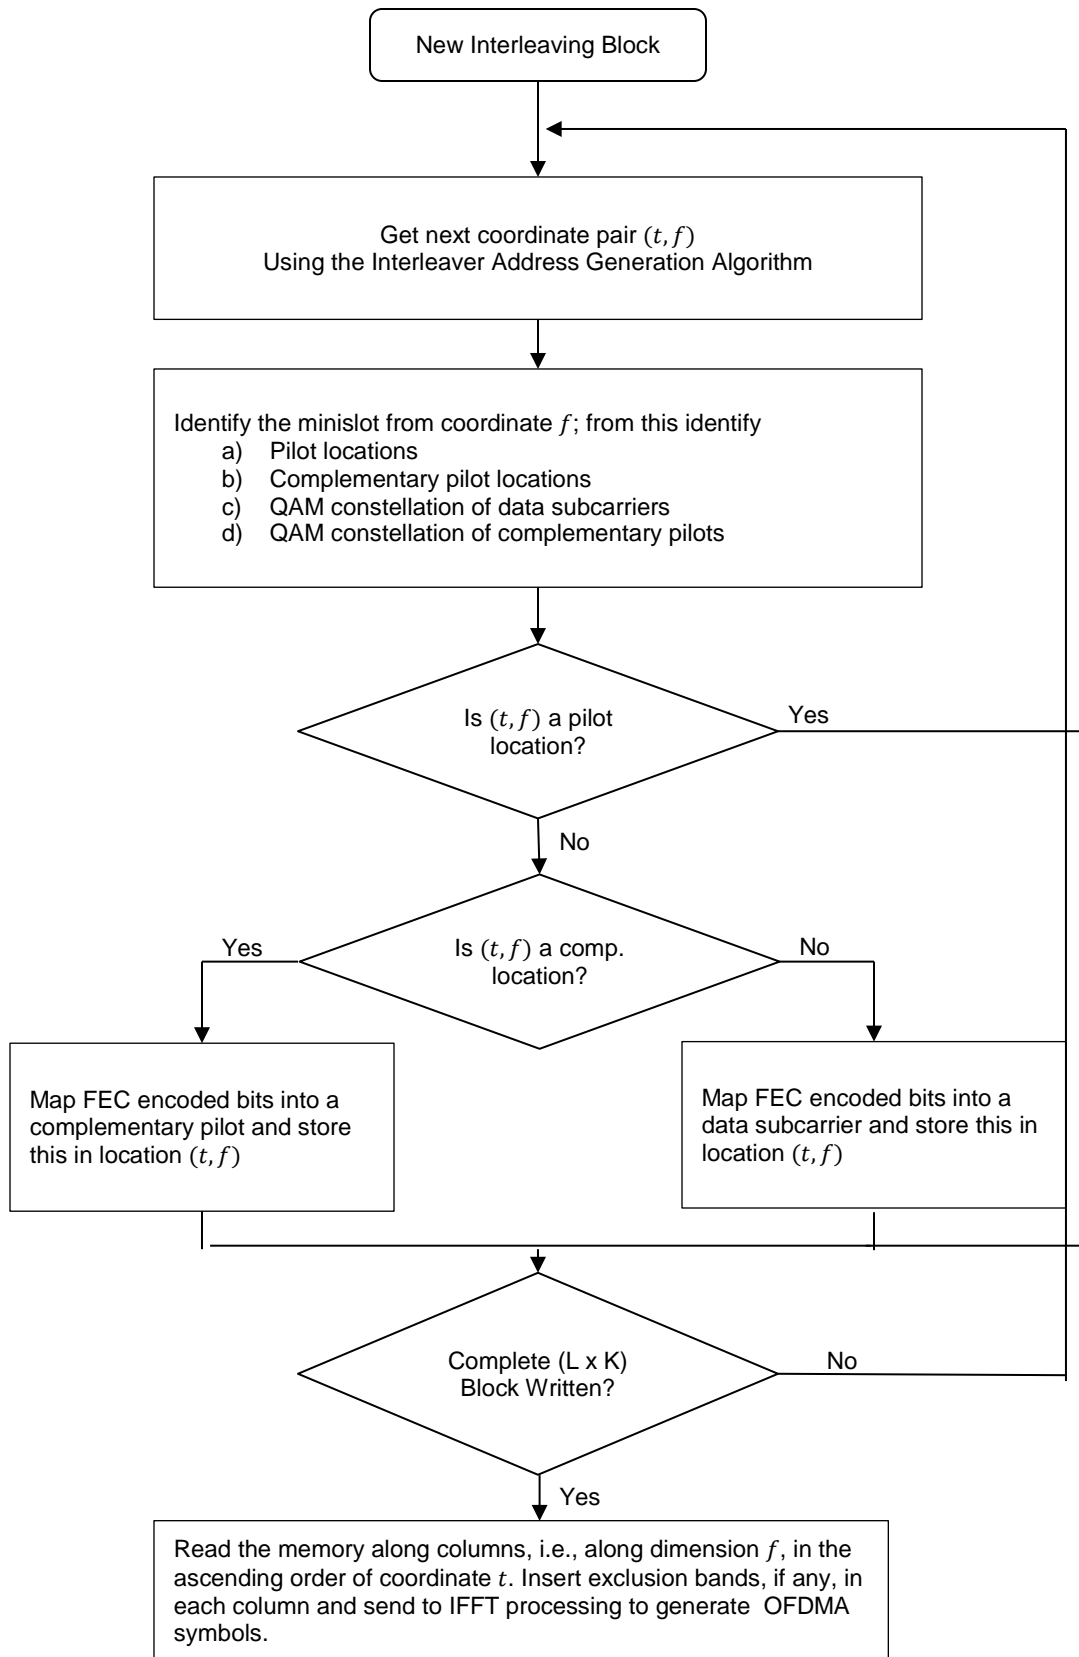 New Interleaving Block
Get next coordinate pair (t, f)
Using the Interleaver Address Generation Algorithm
Identify the minislot from coordinate f; from this identify
a) Pilot locations
b) Complementary pilot locations
c) QAM constellation of data subcarriers
d) QAM constellation of complementary pilots
Is (t, f) a pilot
location?
Yes
No
Is (t, f) a comp.
location?
Yes
No
Map FEC encoded bits into a
complementary pilot and store
this in location (t, f)
Map FEC encoded bits into a
data subcarrier and store this in
location (t, f)
Complete (L x K)
Block Written?
No
Yes
Read the memory along columns, i.e., along dimension f, in the
ascending order of coordinate t. Insert exclusion bands, if any, in
each column and send to IFFT processing to generate OFDMA
symbols.